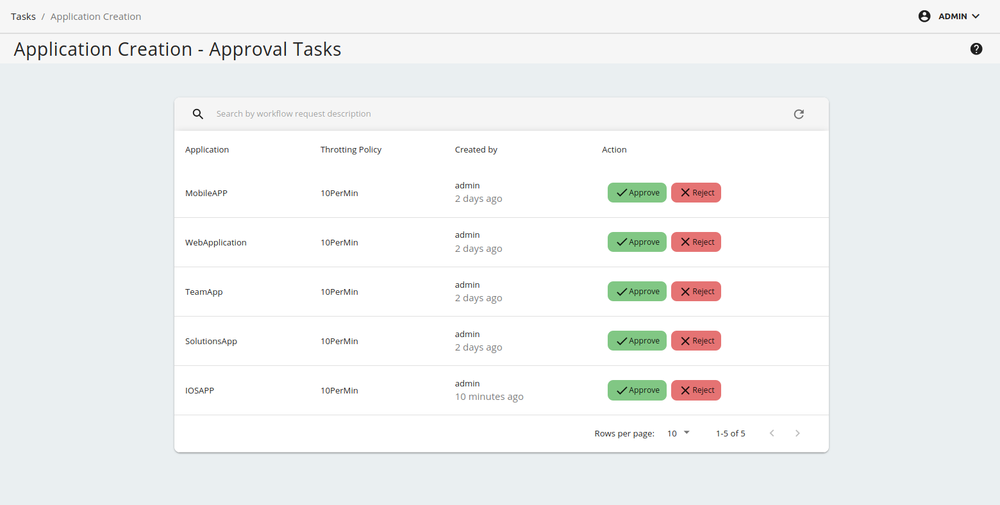 Tasks / Application Creation
ADMIN
Application Creation - Approval Tasks
Search by workflow request description
Application Throtting Policy Created by Action
MobileAPP 10PerMin admin 2 days ago Approve Reject
WebApplication 10PerMin admin 2 days ago Approve Reject
TeamApp 10PerMin admin 2 days ago Approve Reject
SolutionsApp 10PerMin admin 2 days ago Approve Reject
IOSAPP 10PerMin admin 10 minutes ago Approve Reject
Rows per page: 10 1-5 of 5